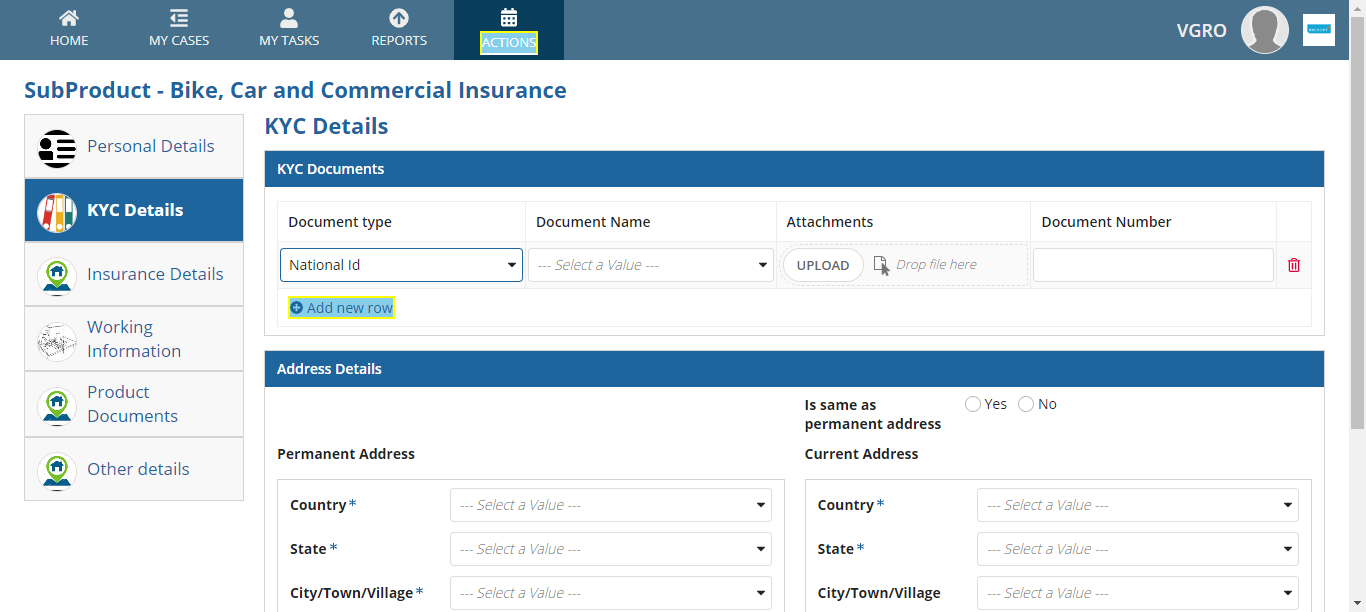 HOME
MY CASES
MY TASKS
REPORTS
ACTIONS
VGRO
SubProduct - Bike, Car and Commercial Insurance
Personal Details
KYC Details
Insurance Details
Working
Information
Product
Documents
Other details
KYC Details
KYC Documents
Document type
Document Name
Attachments
Document Number
National Id
--- Select a Value ---
UPLOAD
Drop file here
Add new row
Address Details
Is same as
permanent address
Yes
No
Permanent Address
Current Address
Country*
--- Select a Value ---
Country*
--- Select a Value ---
State*
--- Select a Value ---
State*
--- Select a Value ---
City/Town/Village*
--- Select a Value ---
City/Town/Village
--- Select a Value ---